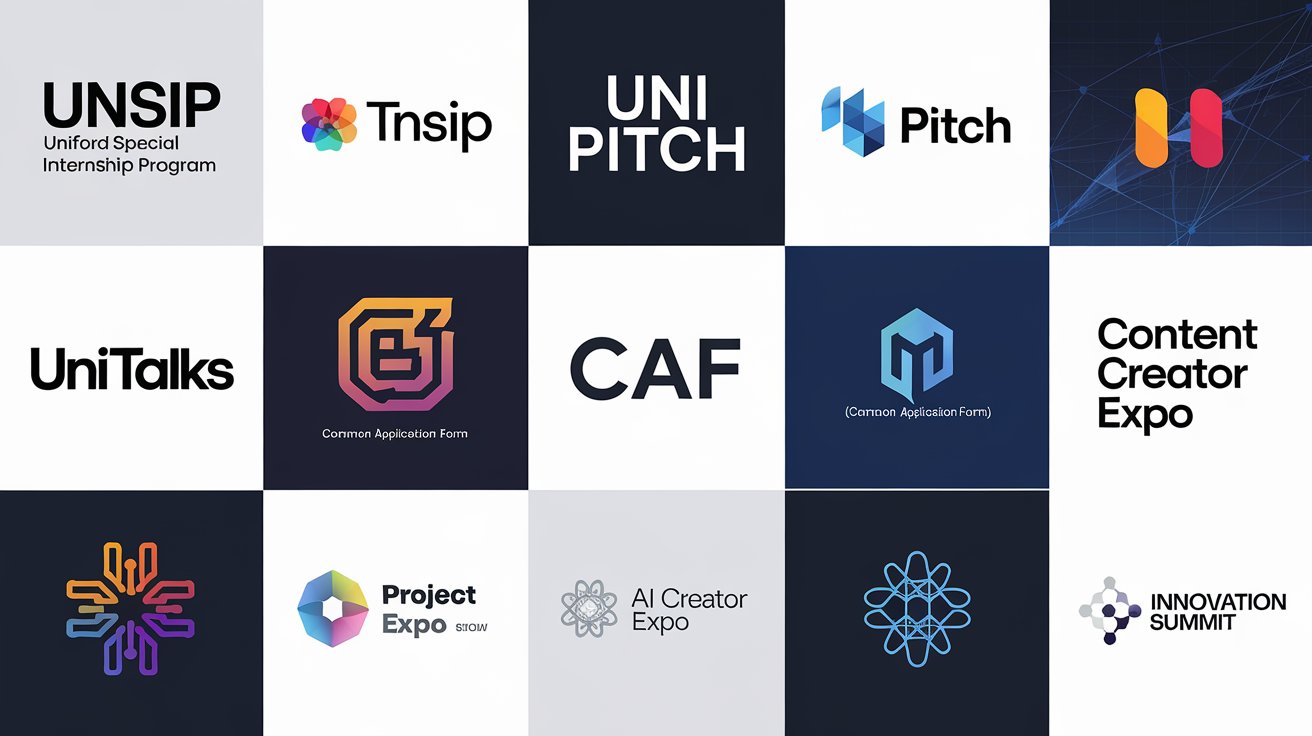 UNSIP
Uniford Special
Internship Program
Tnsip
UNI
PITCH
Pitch
UniTalks
Common Application Form
CAF
(Common Application Form)
Content
Creator
Expo
Project
Expo
AI Creator
Expo
INNOVATION
SUMMIT